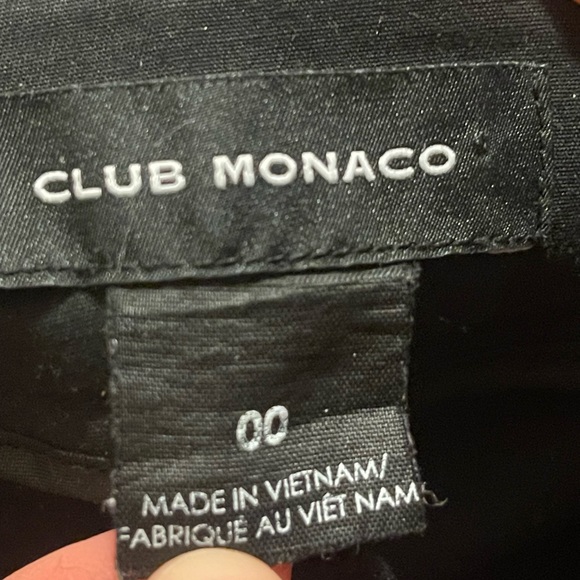 CLUB MONACO
00
MADE IN VIETNAM/
FABRIQUÉ AU VIÊT NAM